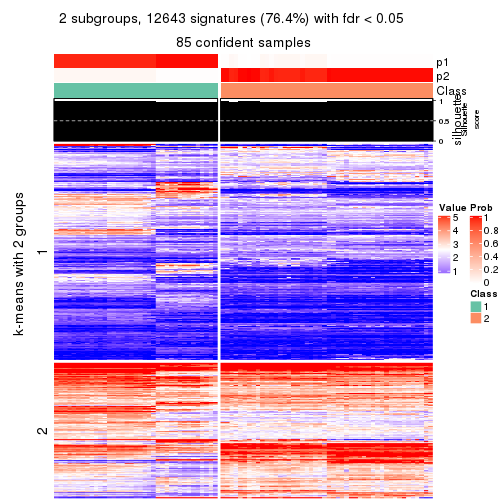 2 subgroups, 12643 signatures (76.4%) with fdr < 0.05
85 confident samples
p1
p2
Class
silhouette
Silhouette
score
1
0.5
0
k-means with 2 groups
1
2
Value
5
4
3
2
1
Prob
1
0.8
0.6
0.4
0.2
0
Class
1
2